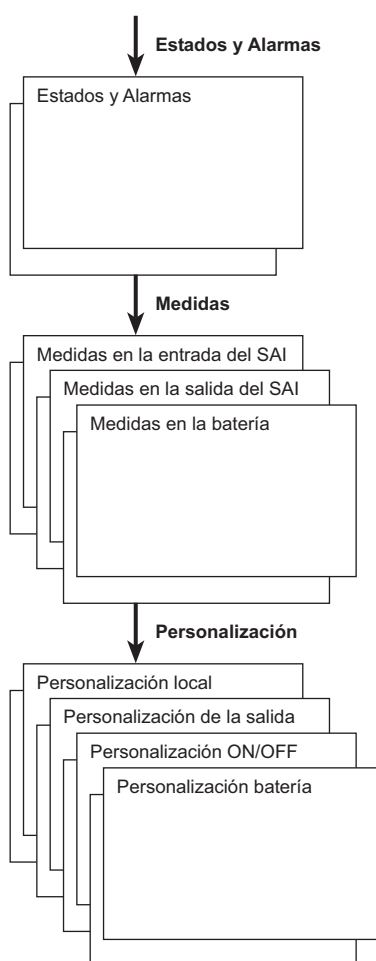 Estados y Alarmas
Estados y Alarmas
Medidas
Medidas en la entrada del SAI
Medidas en la salida del SAI
Medidas en la batería
Personalización
Personalización local
Personalización de la salida
Personalización ON/OFF
Personalización batería